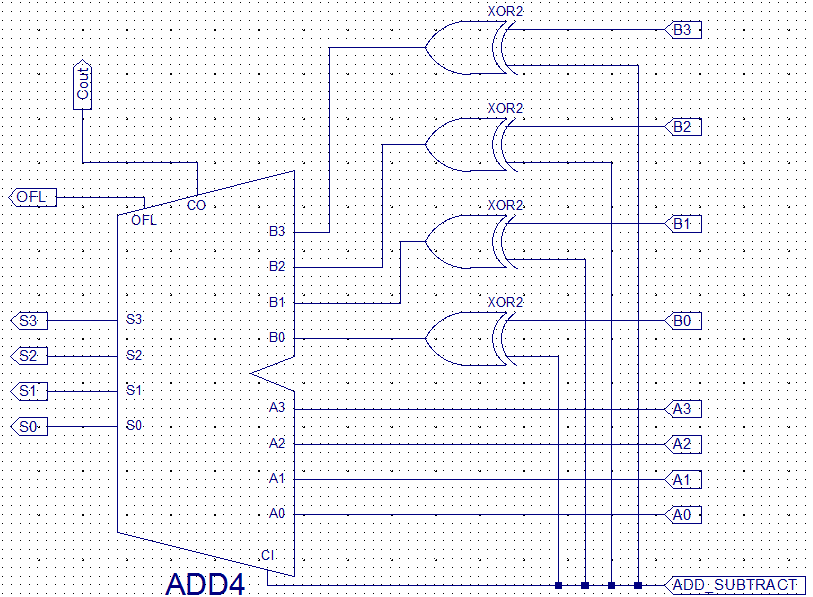 XOR2
B3
Cout
XOR2
B2
OFL
CO
OFL
XOR2
B3
B1
B2
B1
XOR2
S3
S3
B0
B0
S2
S2
S1
S1
A3
A3
S0
S0
A2
A2
A1
A1
A0
A0
CI
ADD4
ADD_SUBTRACT